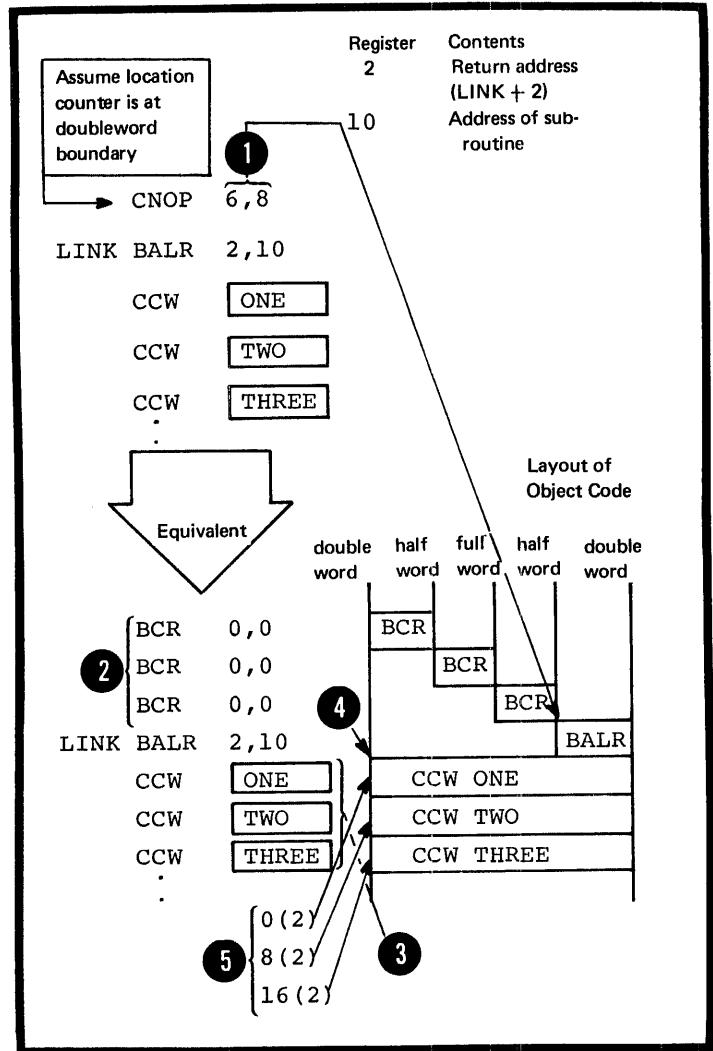 Register Contents
2 Return address
(LINK + 2)
10 Address of sub-
routine
Assume location
counter is at
doubleword
boundary
1
CNOP 6,8
LINK BALR 2,10
CCW ONE
CCW TWO
CCW THREE
.
.
Equivalent
Layout of
Object Code
double half full half double
word word word word word
2
BCR 0,0
BCR 0,0
BCR 0,0
LINK BALR 2,10
CCW ONE
CCW TWO
CCW THREE
.
.
BCR
BCR
BCR
BALR
4
CCW ONE
CCW TWO
CCW THREE
5
0(2)
8(2)
16(2)
3